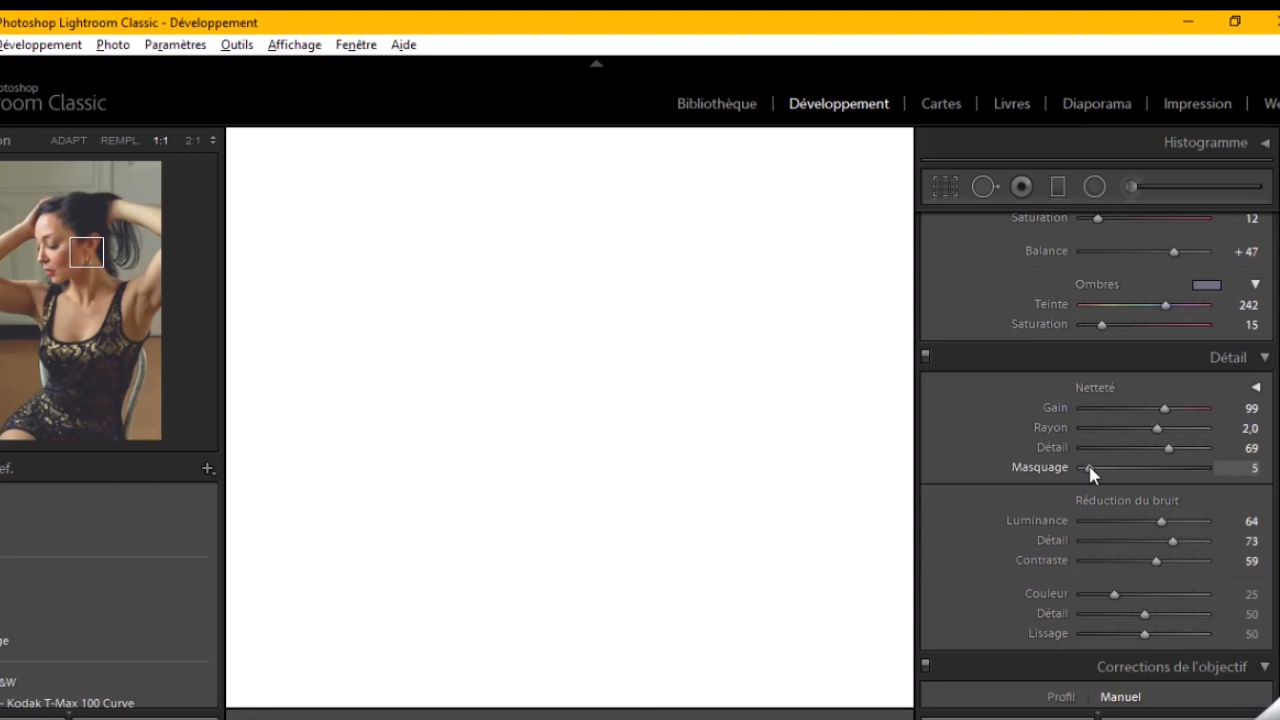 Photoshop Lightroom Classic - Développement
Développement Photo Paramètres Outils Affichage Fenêtre Aide
otoshop
room Classic
Bibliothèque | Développement | Cartes | Livres | Diaporama | Impression | We
on ADAPT REMPL. 1:1 2:1
Histogramme
Saturation 12
Balance + 47
Ombres
Teinte 242
Saturation 15
Détail
Netteté
Gain 99
Rayon 2,0
Détail 69
Masquage 5
Réduction du bruit
Luminance 64
Détail 73
Contraste 59
Couleur 25
Détail 50
Lissage 50
Corrections de l'objectif
Profil Manuel
ef.
ge
&W
- Kodak T-Max 100 Curve